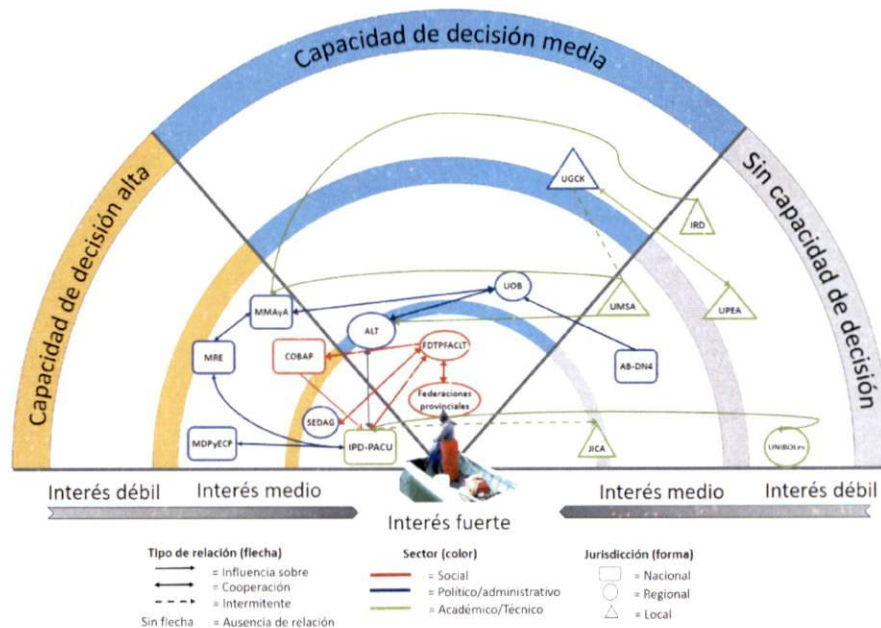 Capacidad de decisión media
Capacidad de decisión alta
Sin capacidad de decisión
UGCK
IRD
UOB
MMAyA
UMSA
UPEA
ALT
MRE
COBAP
FDTPFACLT
AB-DN4
Federaciones
provinciales
SEDAG
MDPyECP
IPD-PACU
JICA
UNIBOLes
Interés débil
Interés medio
Interés fuerte
Interés medio
Interés débil
Tipo de relación (flecha)
= Influencia sobre
= Cooperación
= Intermitente
Sin flecha = Ausencia de relación
Sector (color)
= Social
= Político/administrativo
= Académico/Técnico
Jurisdicción (forma)
= Nacional
= Regional
= Local